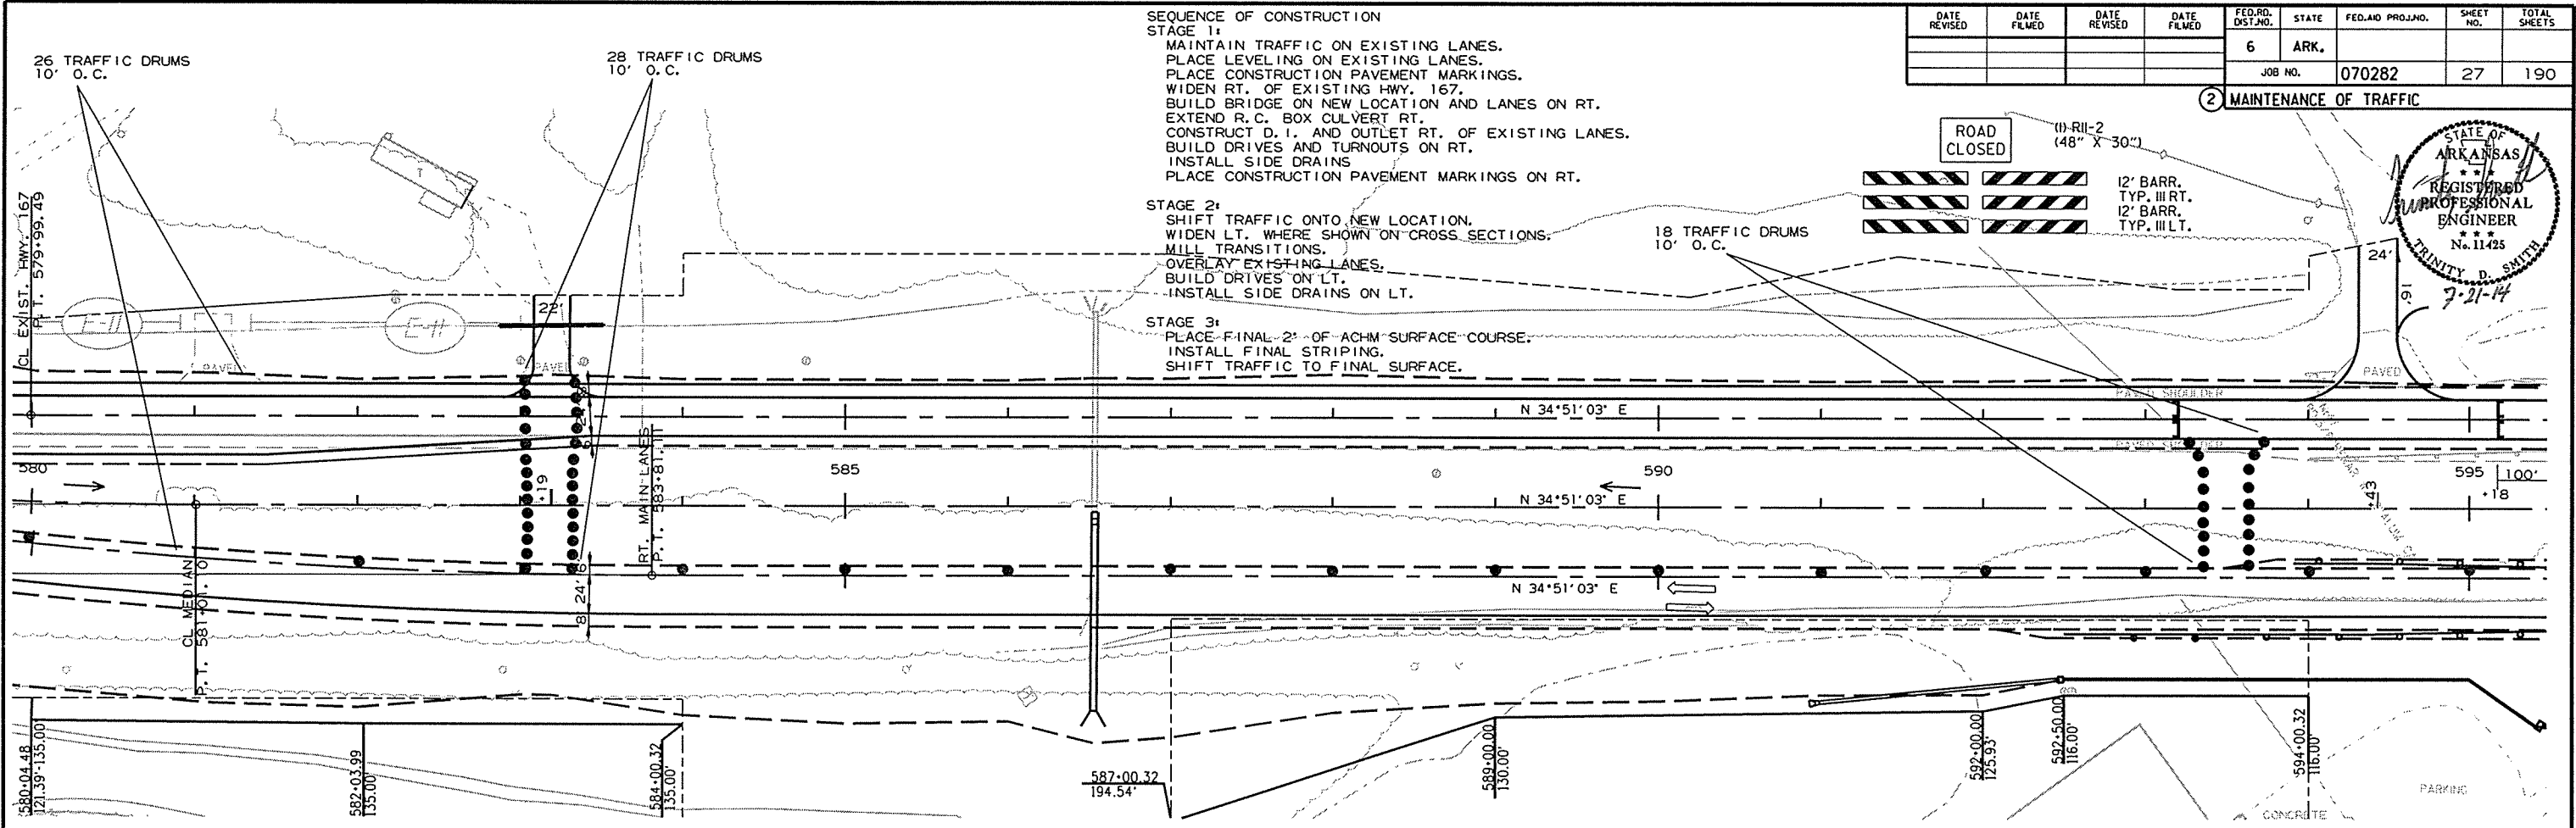 SEQUENCE OF CONSTRUCTION
STAGE 1:
MAINTAIN TRAFFIC ON EXISTING LANES.
PLACE LEVELING ON EXISTING LANES.
PLACE CONSTRUCTION PAVEMENT MARKINGS.
WIDEN RT. OF EXISTING HWY. 167.
BUILD BRIDGE ON NEW LOCATION AND LANES ON RT.
EXTEND R.C. BOX CULVERT RT.
CONSTRUCT D.I. AND OUTLET RT. OF EXISTING LANES.
BUILD DRIVES AND TURNOUTS ON RT.
INSTALL SIDE DRAINS
PLACE CONSTRUCTION PAVEMENT MARKINGS ON RT.
STAGE 2:
SHIFT TRAFFIC ONTO NEW LOCATION.
WIDEN LT. WHERE SHOWN ON CROSS SECTIONS.
MILL TRANSITIONS.
OVERLAY EXISTING LANES.
BUILD DRIVES ON LT.
INSTALL SIDE DRAINS ON LT.
STAGE 3:
PLACE FINAL 2" OF ACHM SURFACE COURSE.
INSTALL FINAL STRIPING.
SHIFT TRAFFIC TO FINAL SURFACE.
DATE REVISED
DATE FILMED
DATE REVISED
DATE FILMED
FED.RD. DIST.NO.
STATE
FED.AID PROJ.NO.
SHEET NO.
TOTAL SHEETS
6
ARK.
JOB NO.
070282
27
190
2 MAINTENANCE OF TRAFFIC
26 TRAFFIC DRUMS
10' O.C.
28 TRAFFIC DRUMS
10' O.C.
18 TRAFFIC DRUMS
10' O.C.
ROAD
CLOSED
(1) R11-2
(48" X 30")
12' BARR.
TYP. III RT.
12' BARR.
TYP. III LT.
STATE OF
ARKANSAS
REGISTERED
PROFESSIONAL
ENGINEER
No. 11425
TRINITY D. SMITH
7-21-14
CL EXIST. HWY. 167
P.T. 579+99.49
E-11
E-11
T
22'
24'
16'
PAVED
PAVED
PAVED
PAVED SHOULDER
PAVED SHOULDER
N 34°51'03" E
N 34°51'03" E
N 34°51'03" E
580
585
590
595
+19
+43
+18
100'
8'
24'
6'
6'
24'
8'
RT. MAIN LANES
P.T. 583+81.11
CL MEDIAN
580+04.48
121.39'-135.00'
582+03.99
135.00'
584+00.32
135.00'
587+00.32
194.54'
589+00.00
130.00'
592+00.00
125.93'
592+50.00
116.00'
594+00.32
116.00'
PARKING
CONCRETE